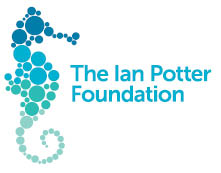 The Ian Potter
Foundation